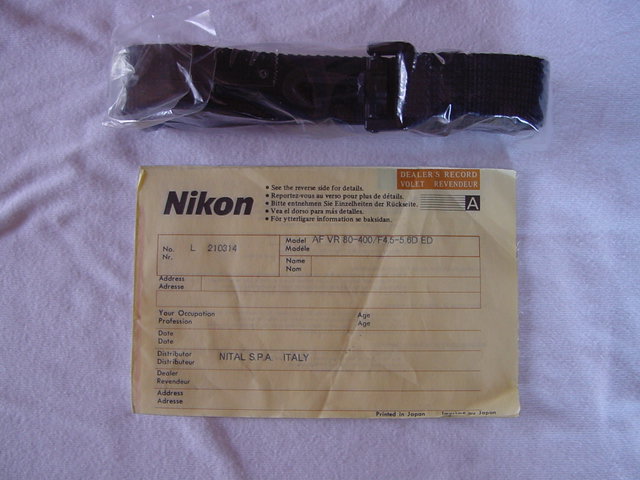 DEALER'S RECORD
VOLET REVENDEUR
A
Nikon
• See the reverse side for details.
• Reportez-vous au verso pour plus de détails.
• Bitte entnehmen Sie Einzelheiten der Rückseite.
• Vea el dorso para más detalles.
• För ytterligare information se baksidan.
No. L 210314
Nr.
Model AF VR 80-400/F4.5-5.6D ED
Modèle
Name
Nom
Address
Adresse
Your Occupation
Profession
Age
Age
Date
Date
Distributor NITAL S.P.A. ITALY
Distributeur
Dealer
Revendeur
Address
Adresse
Printed in Japan
Japan